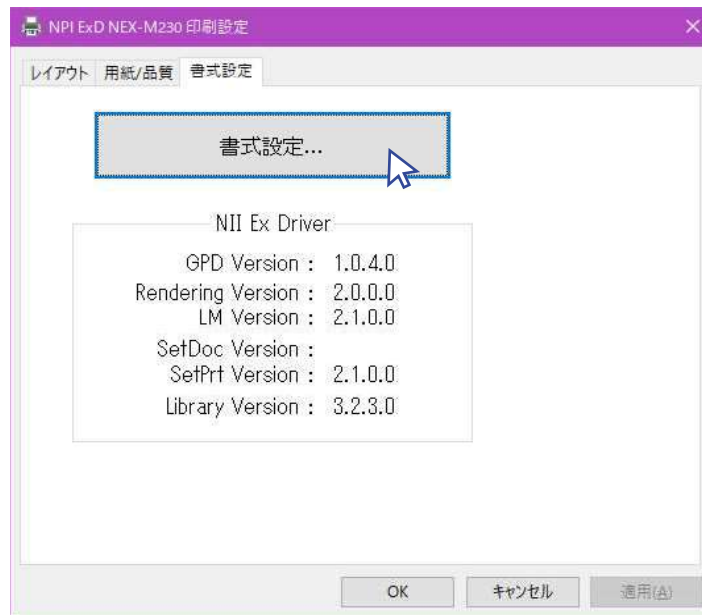 NPI ExD NEX-M230 印刷設定
レイアウト 用紙/品質 書式設定
書式設定...
NII Ex Driver
GPD Version : 1.0.4.0
Rendering Version : 2.0.0.0
LM Version : 2.1.0.0
SetDoc Version :
SetPrt Version : 2.1.0.0
Library Version : 3.2.3.0
OK キャンセル 適用(A)